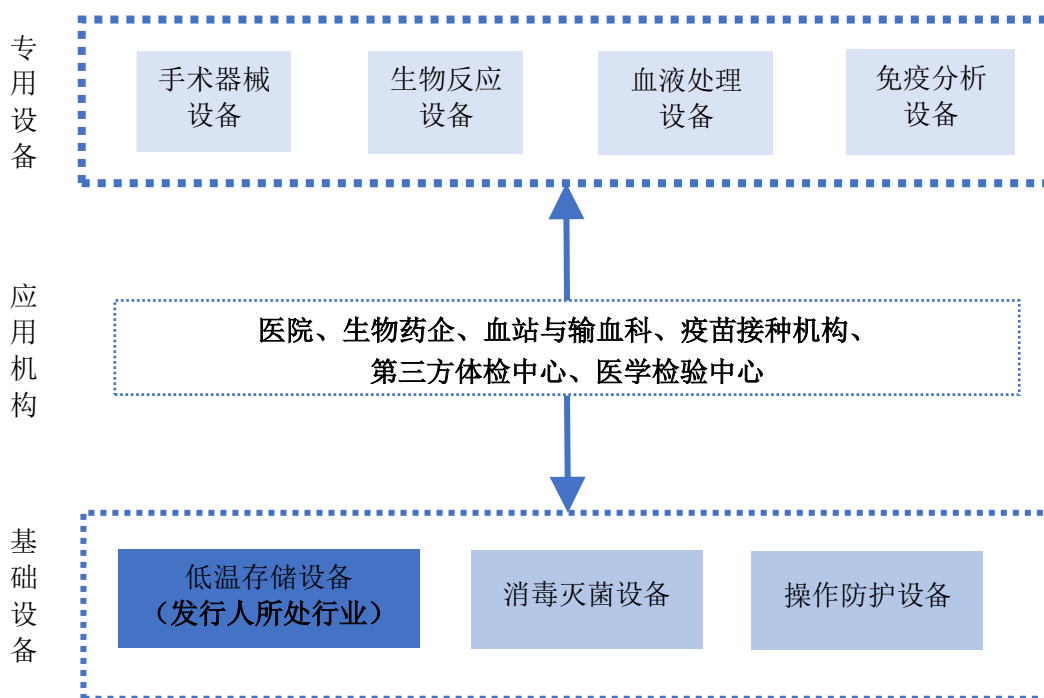 专用设备
手术器械
设备
生物反应
设备
血液处理
设备
免疫分析
设备
应用机构
医院、生物药企、血站与输血科、疫苗接种机构、
第三方体检中心、医学检验中心
基础设备
低温存储设备
（发行人所处行业）
消毒灭菌设备
操作防护设备